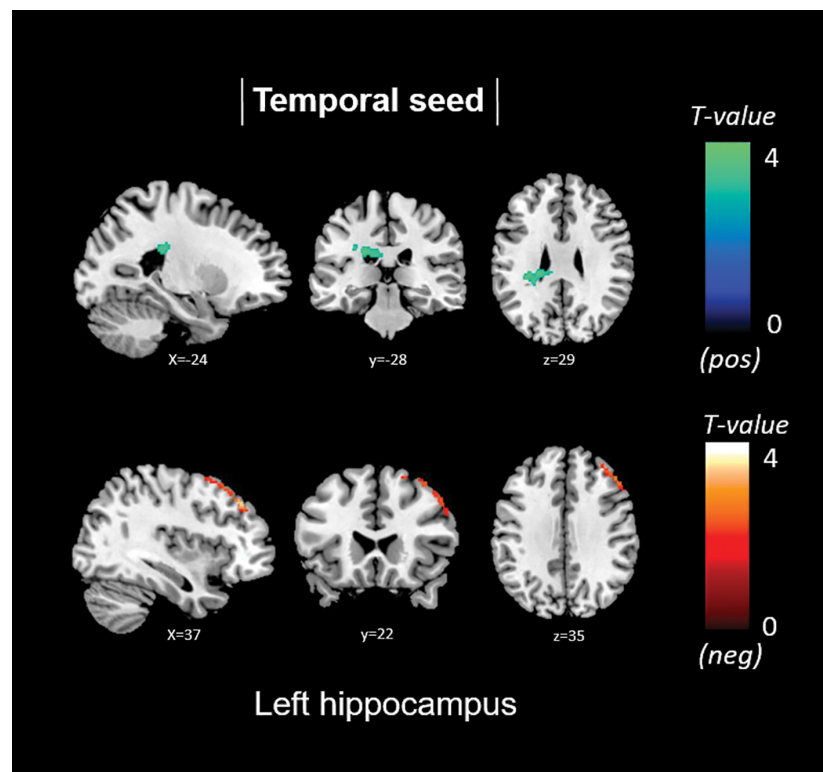 Temporal seed
T-value
4
0
(pos)
X=-24
y=-28
z=29
T-value
4
0
(neg)
X=37
y=22
z=35
Left hippocampus